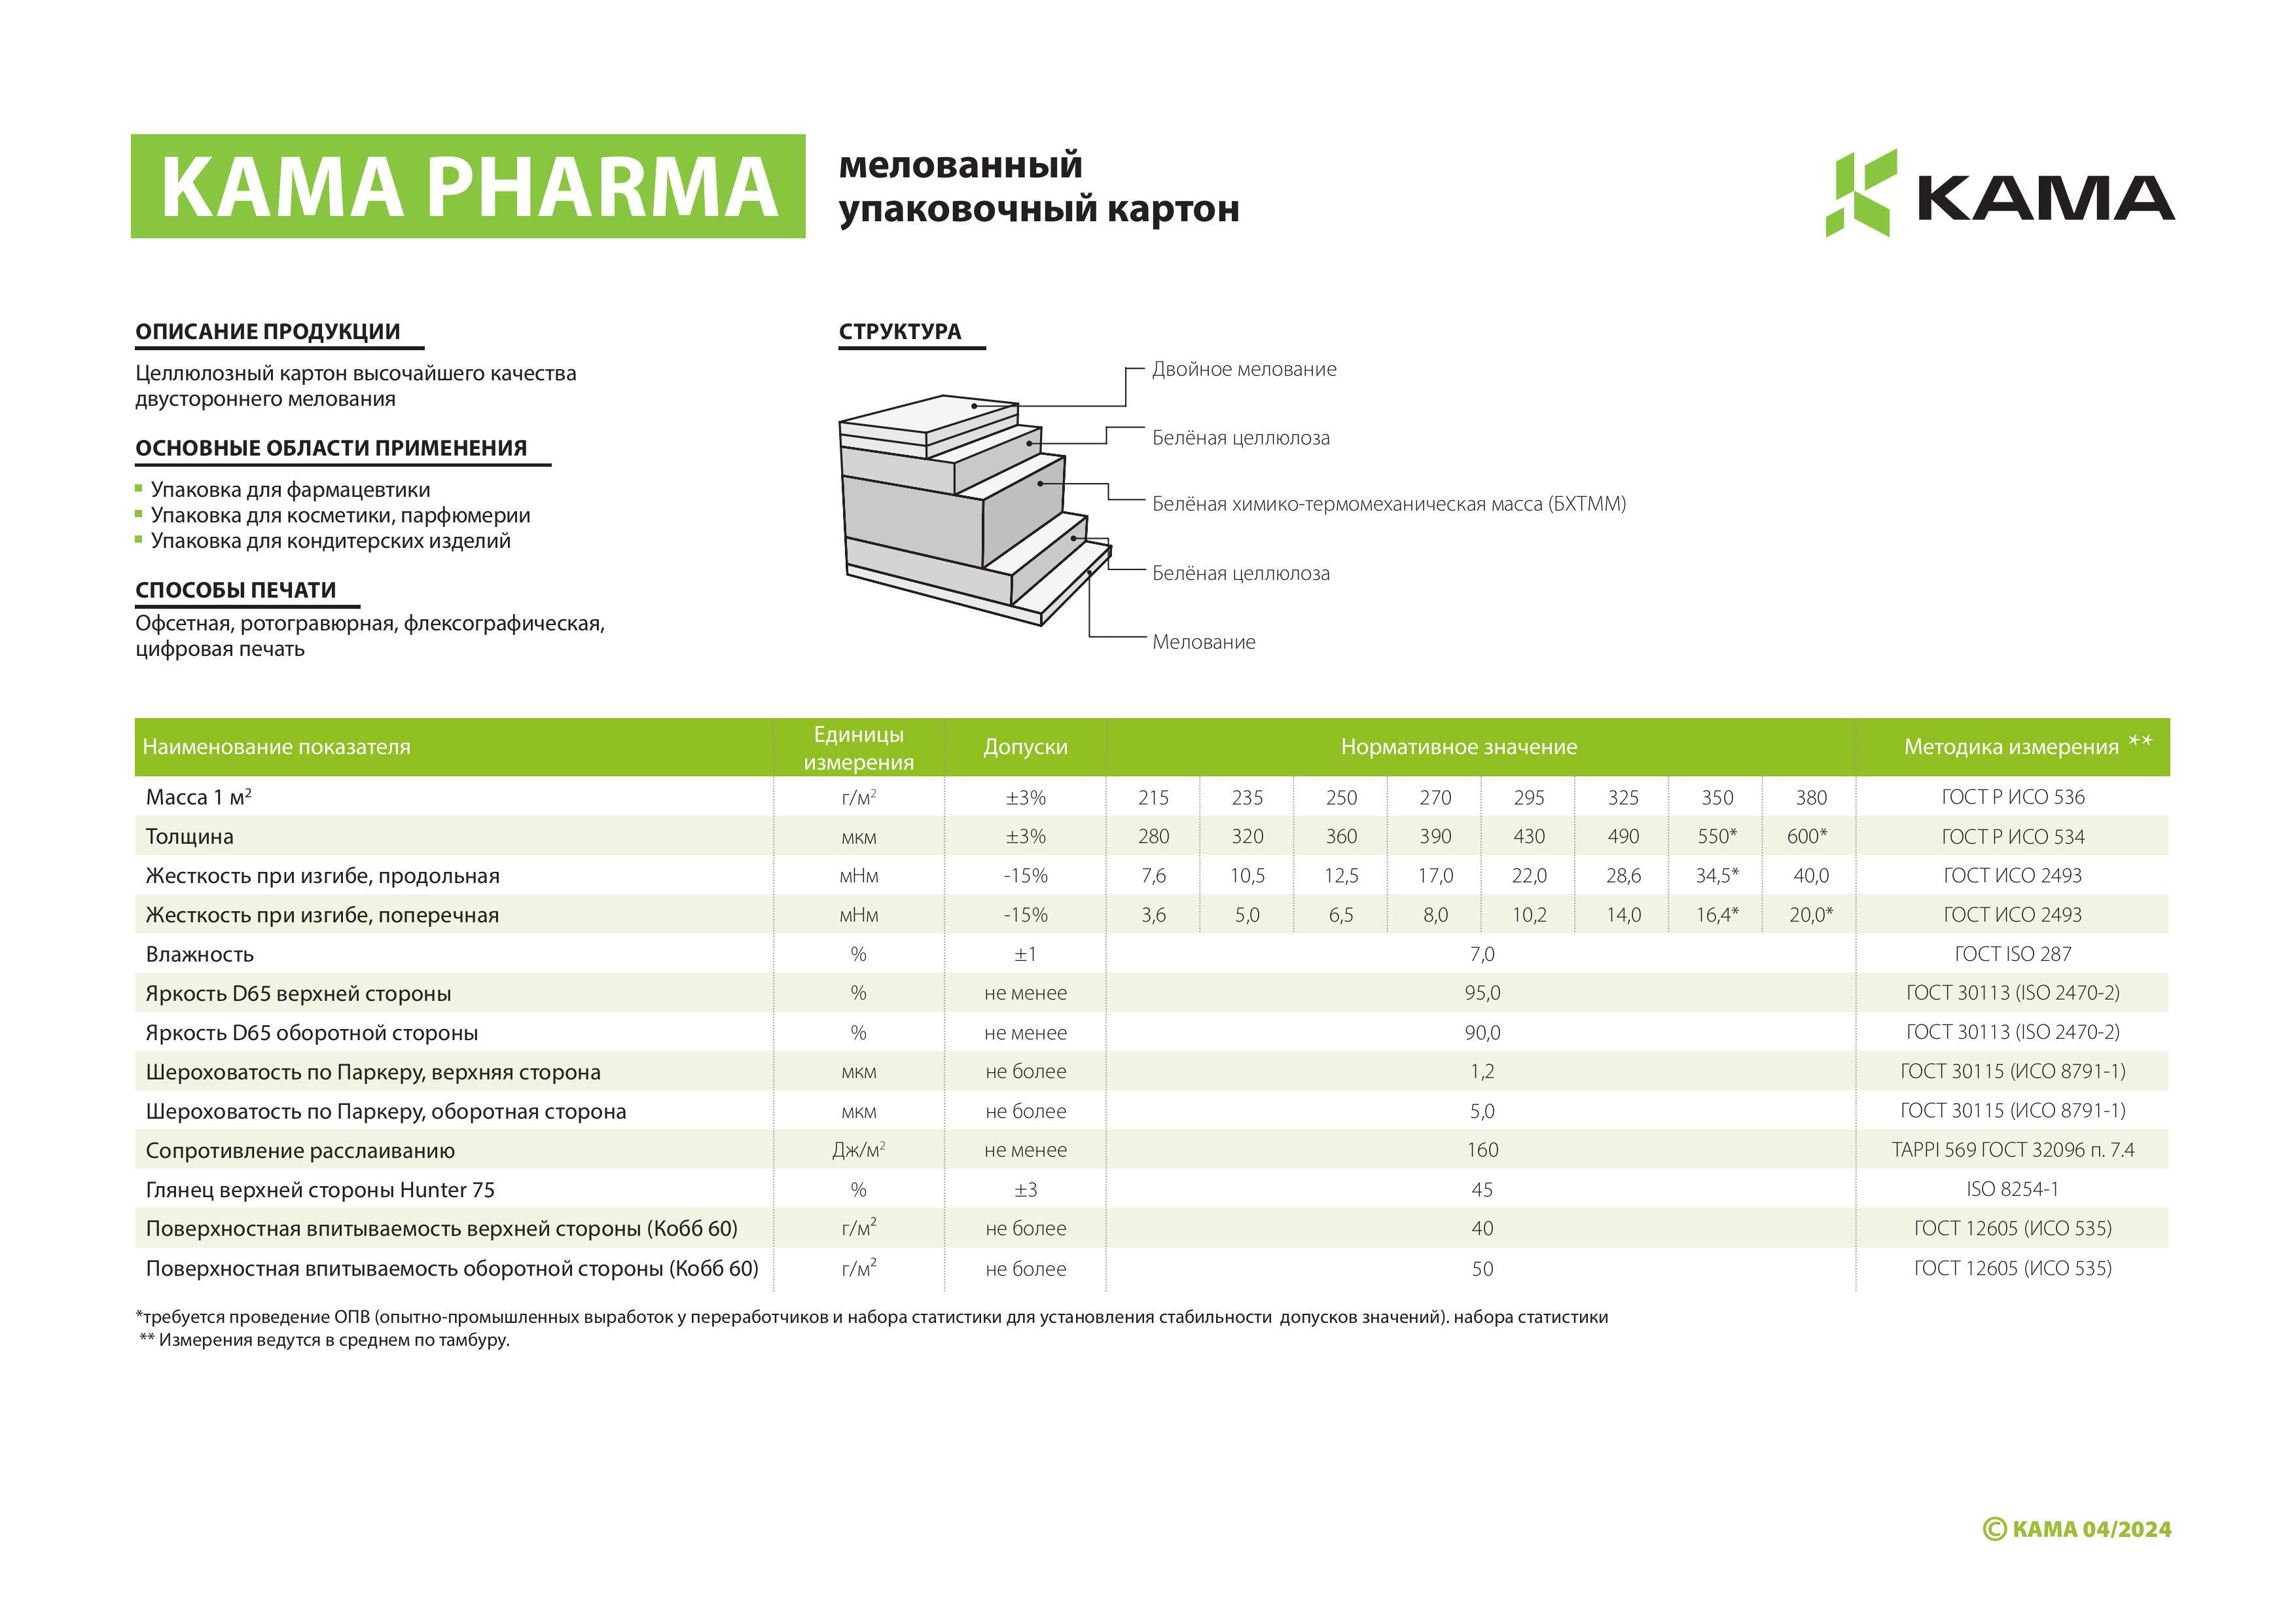 KAMA PHARMA
мелованный
упаковочный картон
KAMA
ОПИСАНИЕ ПРОДУКЦИИ
Целлюлозный картон высочайшего качества
двустороннего мелования
ОСНОВНЫЕ ОБЛАСТИ ПРИМЕНЕНИЯ
Упаковка для фармацевтики
Упаковка для косметики, парфюмерии
Упаковка для кондитерских изделий
СПОСОБЫ ПЕЧАТИ
Офсетная, ротогравюрная, флексографическая,
цифровая печать
СТРУКТУРА
Двойное мелование
Белёная целлюлоза
Белёная химико-термомеханическая масса (БХТММ)
Белёная целлюлоза
Мелование
Наименование показателя Единицы измерения Допуски Нормативное значение Методика измерения **
Масса 1 м² г/м² ±3% 215 235 250 270 295 325 350 380 ГОСТ Р ИСО 536
Толщина мкм ±3% 280 320 360 390 430 490 550* 600* ГОСТ Р ИСО 534
Жесткость при изгибе, продольная мНм -15% 7,6 10,5 12,5 17,0 22,0 28,6 34,5* 40,0 ГОСТ ИСО 2493
Жесткость при изгибе, поперечная мНм -15% 3,6 5,0 6,5 8,0 10,2 14,0 16,4* 20,0* ГОСТ ИСО 2493
Влажность % ±1 7,0 ГОСТ ISO 287
Яркость D65 верхней стороны % не менее 95,0 ГОСТ 30113 (ISO 2470-2)
Яркость D65 оборотной стороны % не менее 90,0 ГОСТ 30113 (ISO 2470-2)
Шероховатость по Паркеру, верхняя сторона мкм не более 1,2 ГОСТ 30115 (ИСО 8791-1)
Шероховатость по Паркеру, оборотная сторона мкм не более 5,0 ГОСТ 30115 (ИСО 8791-1)
Сопротивление расслаиванию Дж/м² не менее 160 TAPPI 569 ГОСТ 32096 п. 7.4
Глянец верхней стороны Hunter 75 % ±3 45 ISO 8254-1
Поверхностная впитываемость верхней стороны (Кобб 60) г/м² не более 40 ГОСТ 12605 (ИСО 535)
Поверхностная впитываемость оборотной стороны (Кобб 60) г/м² не более 50 ГОСТ 12605 (ИСО 535)
*требуется проведение ОПВ (опытно-промышленных выработок у переработчиков и набора статистики для установления стабильности допусков значений). набора статистики
** Измерения ведутся в среднем по тамбуру.
© KAMA 04/2024